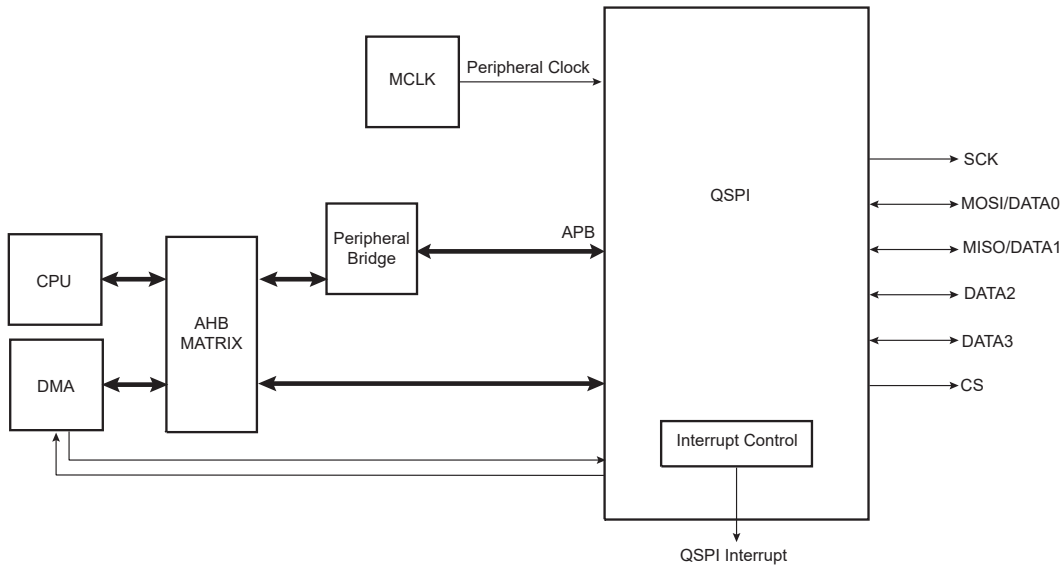 MCLK
Peripheral Clock
QSPI
SCK
MOSI/DATA0
MISO/DATA1
DATA2
DATA3
CS
Peripheral
Bridge
APB
CPU
AHB
MATRIX
DMA
Interrupt Control
QSPI Interrupt